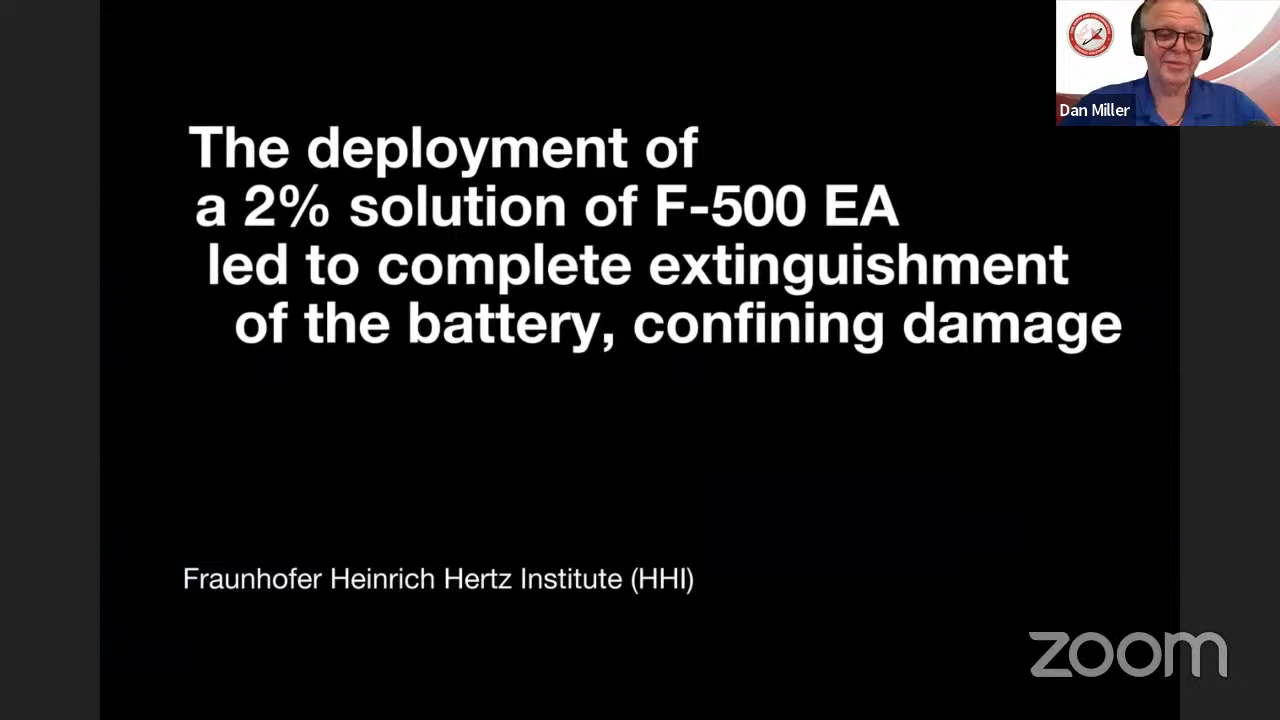 The deployment of
a 2% solution of F-500 EA
led to complete extinguishment
of the battery, confining damage
Fraunhofer Heinrich Hertz Institute (HHI)
Dan Miller
zoom